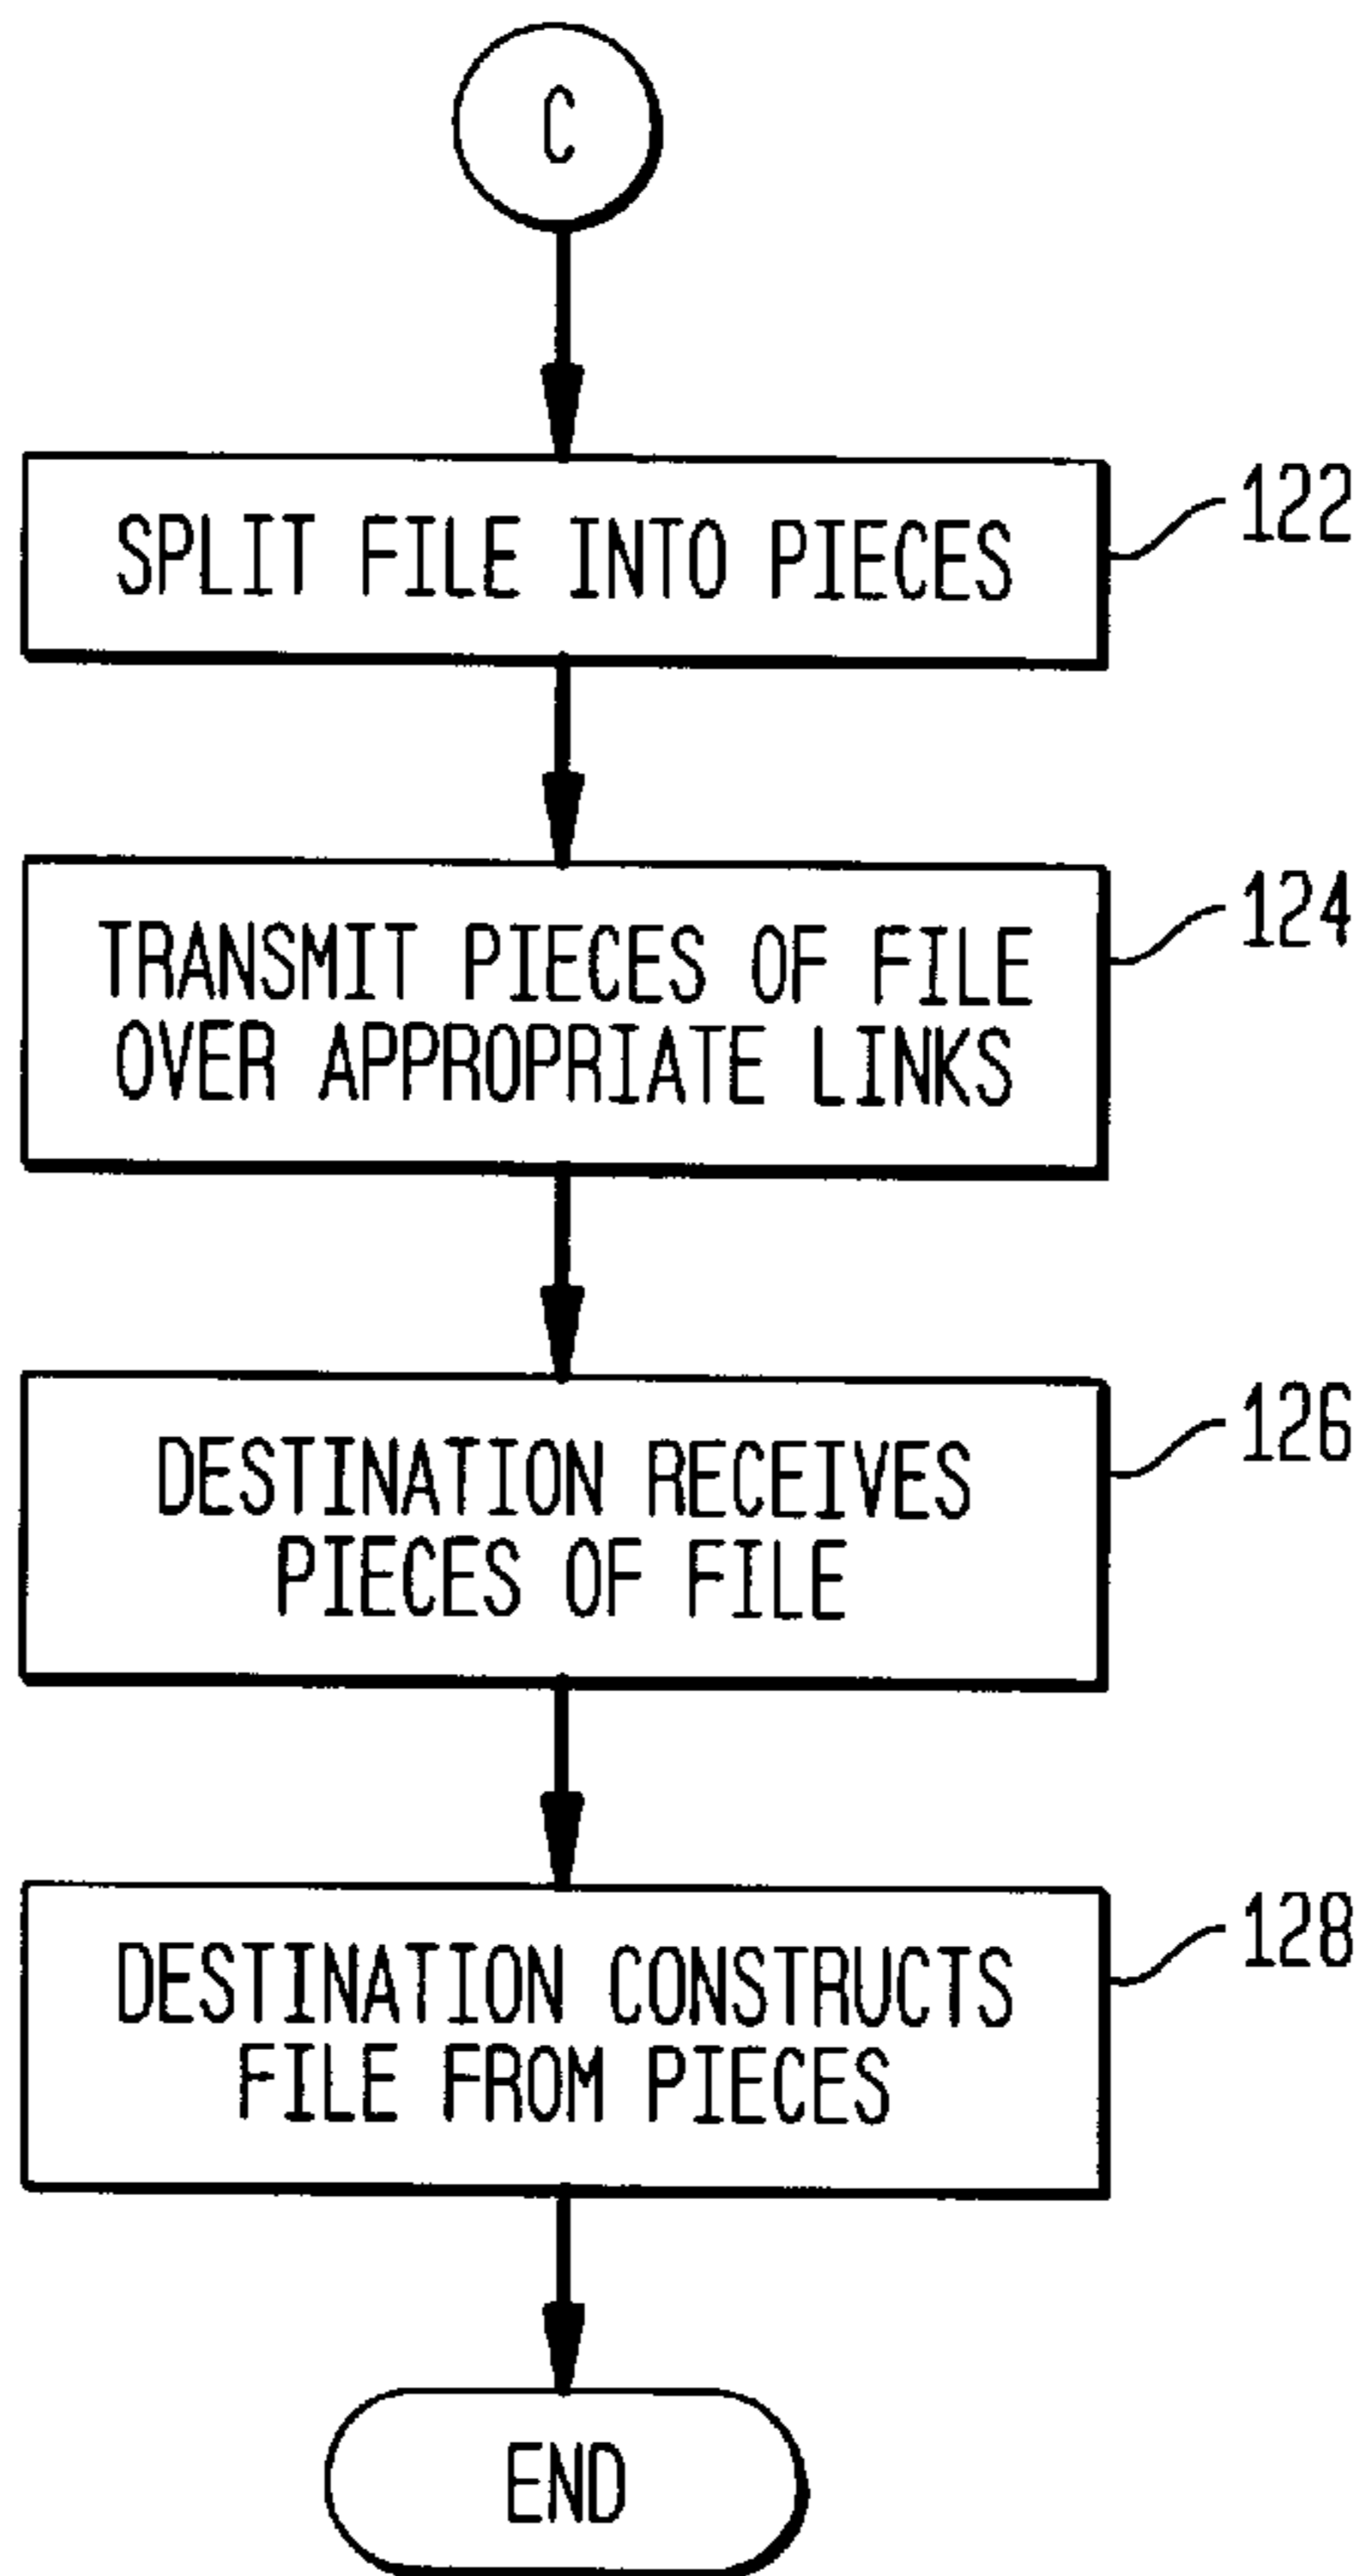 C
SPLIT FILE INTO PIECES
122
TRANSMIT PIECES OF FILE
OVER APPROPRIATE LINKS
124
DESTINATION RECEIVES
PIECES OF FILE
126
DESTINATION CONSTRUCTS
FILE FROM PIECES
128
END